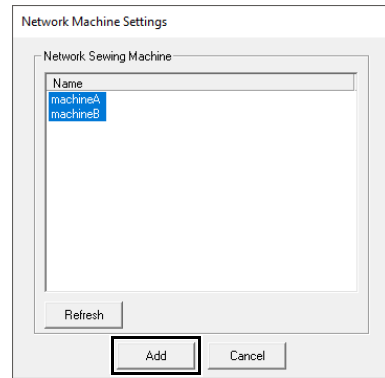 Network Machine Settings
Network Sewing Machine
Name
machineA
machineB
Refresh
Add
Cancel